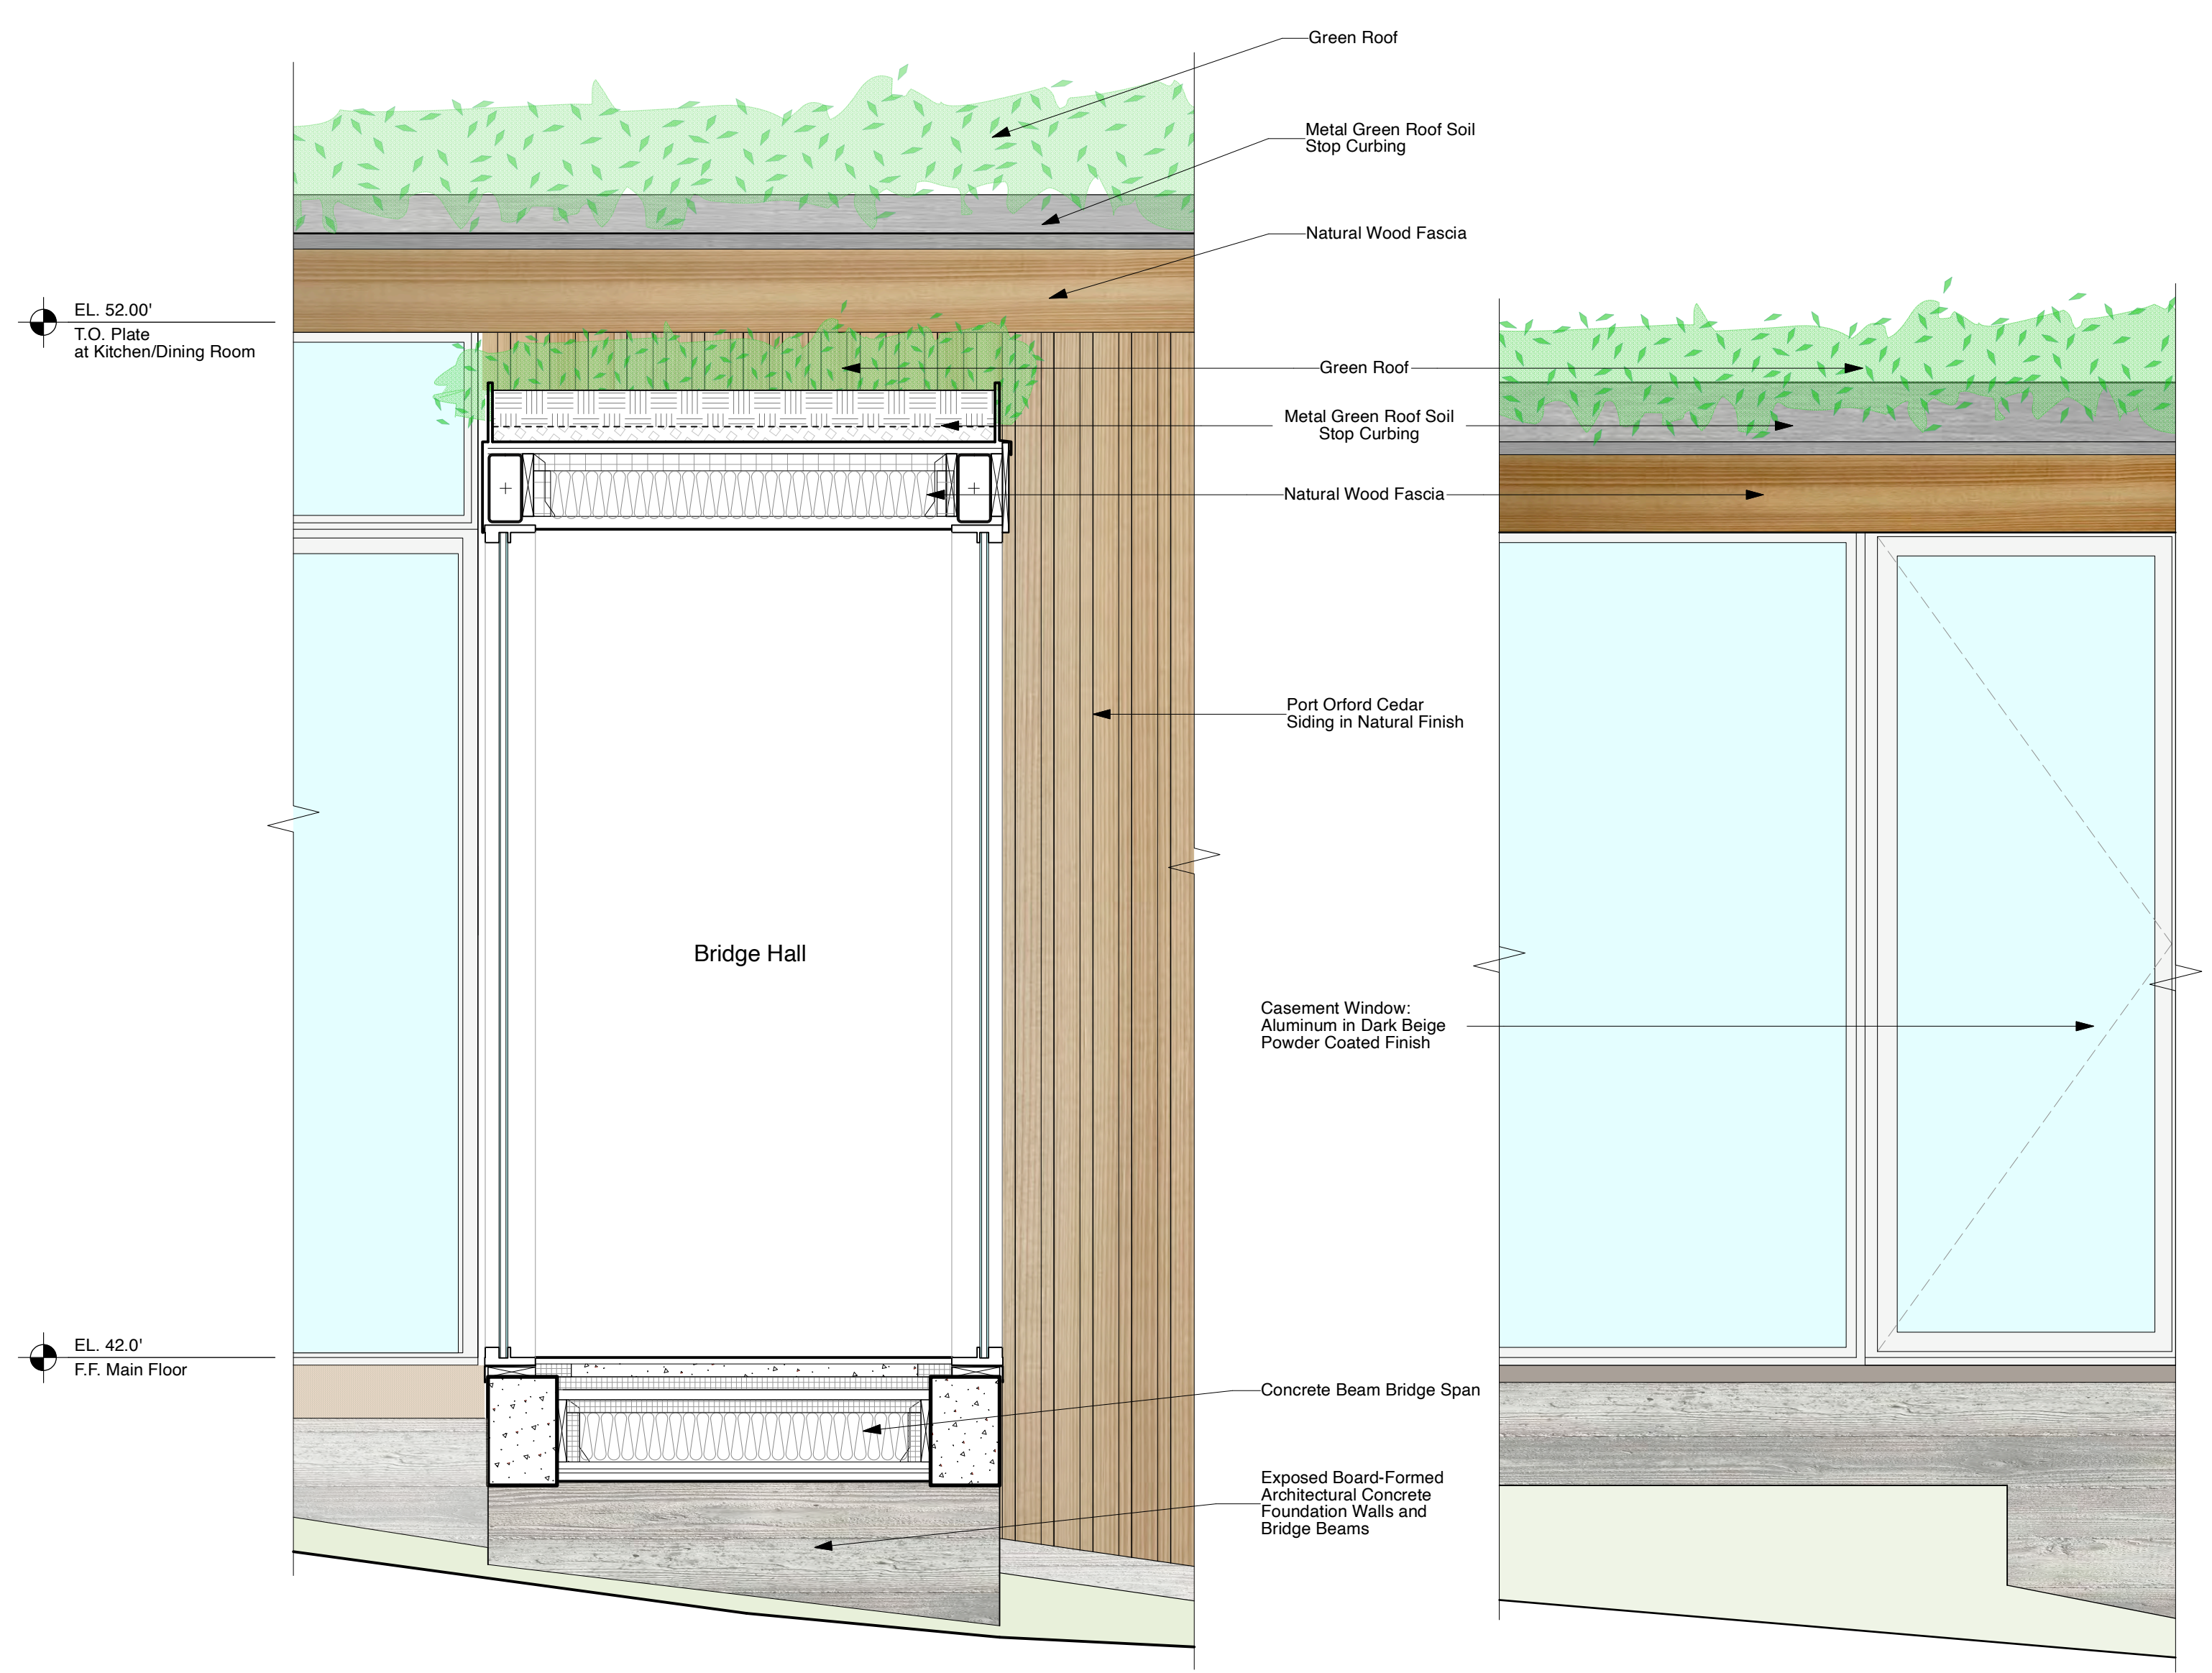 Green Roof
Metal Green Roof Soil
Stop Curbing
Natural Wood Fascia
EL. 52.00'
T.O. Plate
at Kitchen/Dining Room
Green Roof
Metal Green Roof Soil
Stop Curbing
Natural Wood Fascia
Port Orford Cedar
Siding in Natural Finish
Bridge Hall
Casement Window:
Aluminum in Dark Beige
Powder Coated Finish
EL. 42.0'
F.F. Main Floor
Concrete Beam Bridge Span
Exposed Board-Formed
Architectural Concrete
Foundation Walls and
Bridge Beams